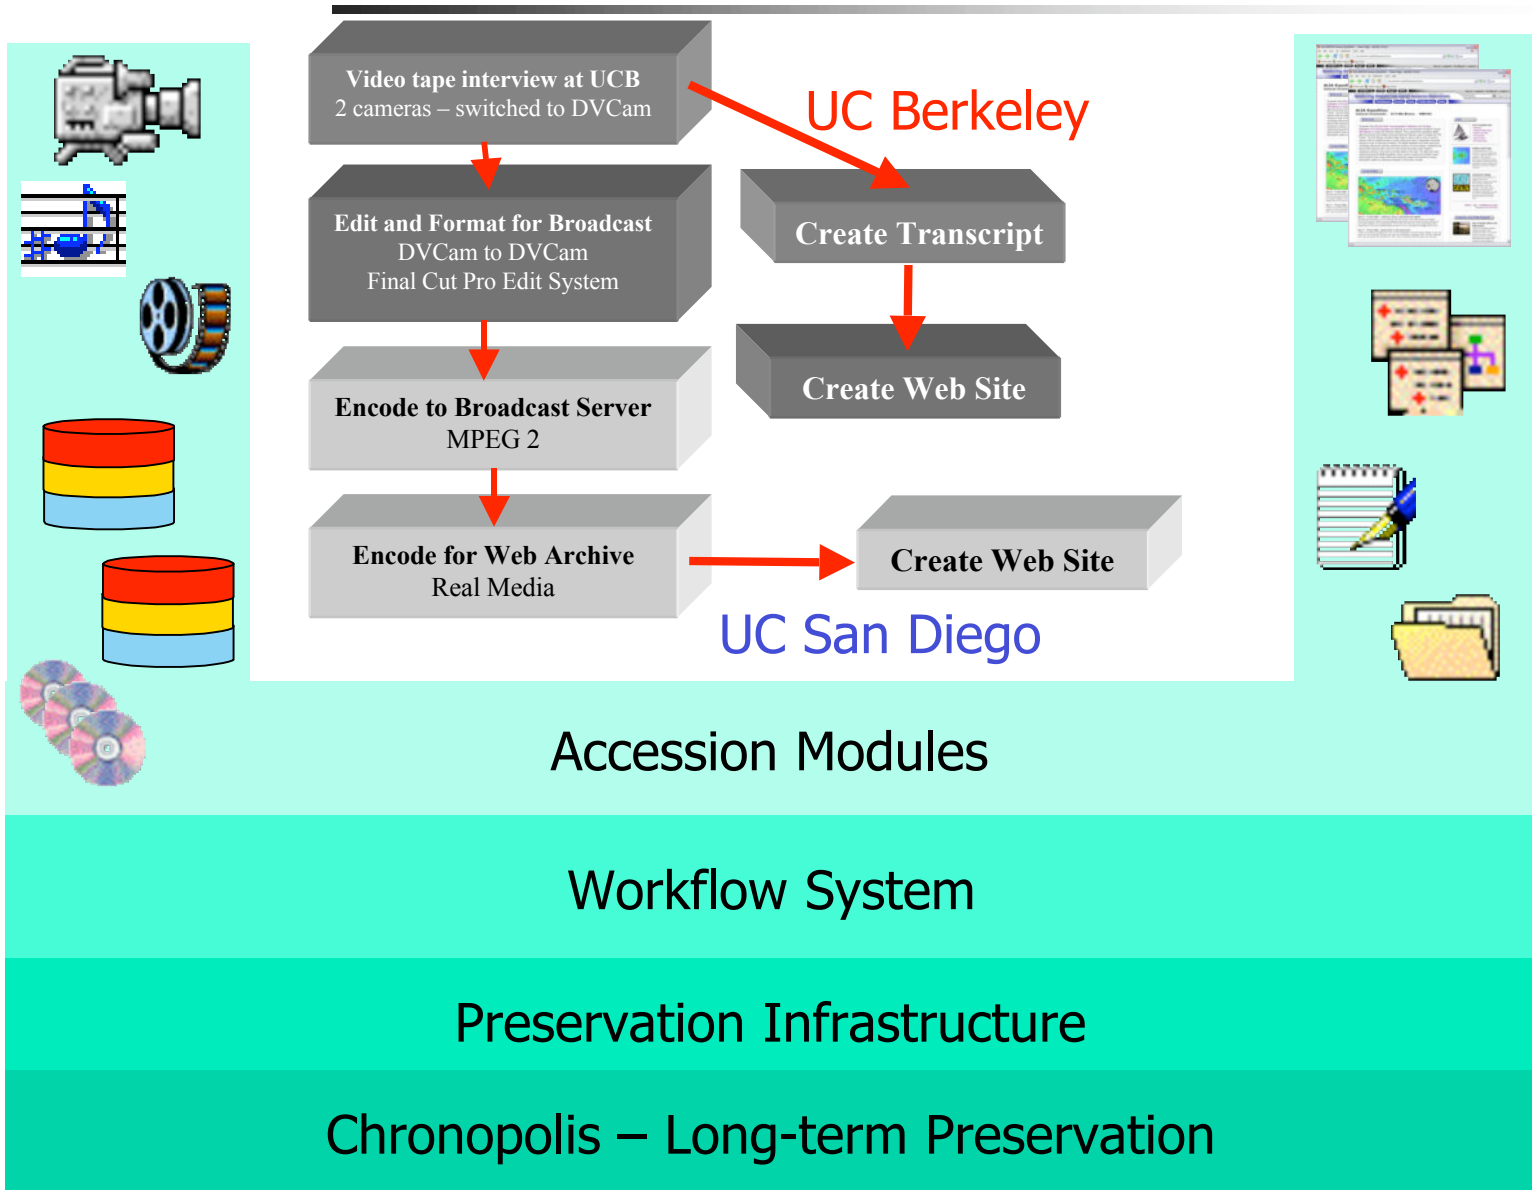 Video tape interview at UCB
2 cameras – switched to DVCam
UC Berkeley
Edit and Format for Broadcast
DVCam to DVCam
Final Cut Pro Edit System
Create Transcript
Create Web Site
Encode to Broadcast Server
MPEG 2
Encode for Web Archive
Real Media
Create Web Site
UC San Diego
Accession Modules
Workflow System
Preservation Infrastructure
Chronopolis – Long-term Preservation